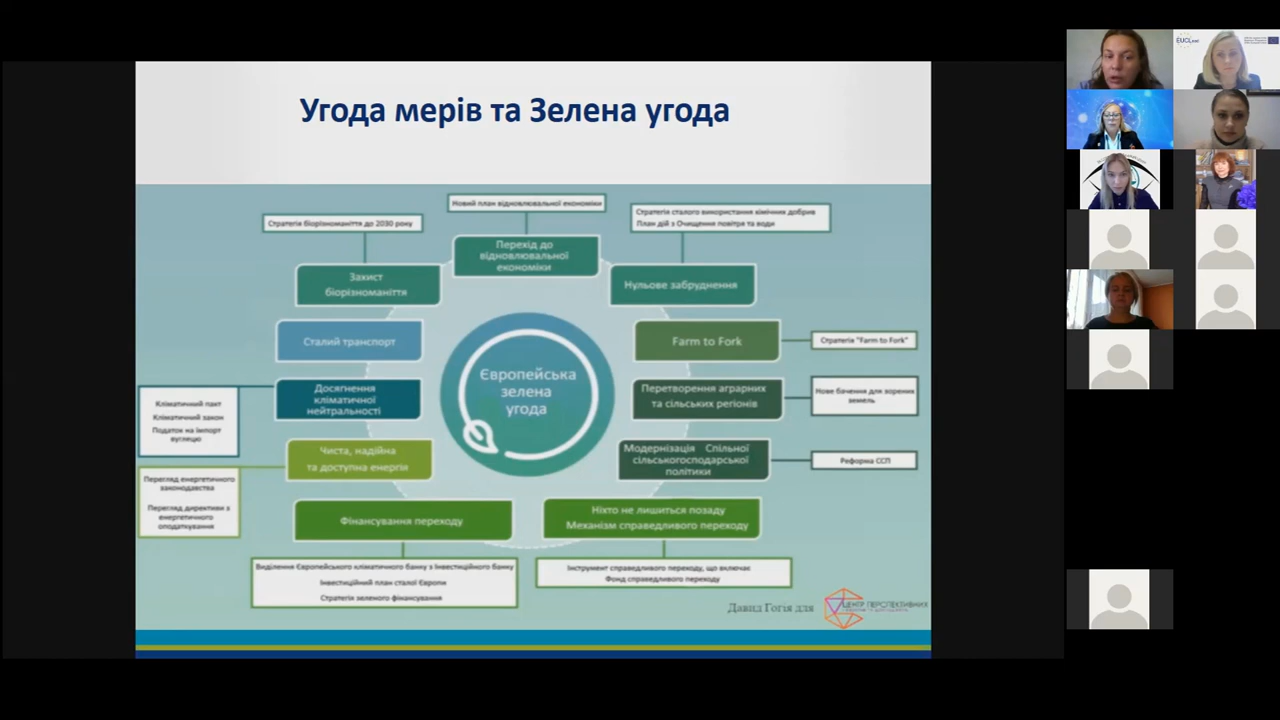 Угода мерів та Зелена угода
Новий план відновлювальної економіки
Стратегія біорізноманіття до 2030 року
Стратегія сталого використання хімічних добрив
План дій з Очищення повітря та води
Перехід до
відновлювальної
економіки
Захист
біорізноманіття
Нульове забруднення
Сталий транспорт
Farm to Fork
Стратегія "Farm to Fork"
Європейська
зелена
угода
Досягнення
кліматичної
нейтральності
Кліматичний пакт
Кліматичний закон
Податок на імпорт
вуглецю
Перетворення аграрних
та сільських регіонів
Нове бачення для зорених
земель
Чиста, надійна
та доступна енергія
Перегляд енергетичного
законодавства
Перегляд директиви з
енергетичного
оподаткування
Модернізація Спільної
сільськогосподарської
політики
Реформа ССП
Фінансування переходу
Ніхто не лишиться позаду
Механізм справедливого переходу
Виділення Європейського кліматичного банку з Інвестиційного банку
Інвестиційний план сталої Європи
Стратегія зеленого фінансування
Інструмент справедливого переходу, що включає
Фонд справедливого переходу
Давид Гогія для
ЦЕНТР ПЕРСПЕКТИВНИХ